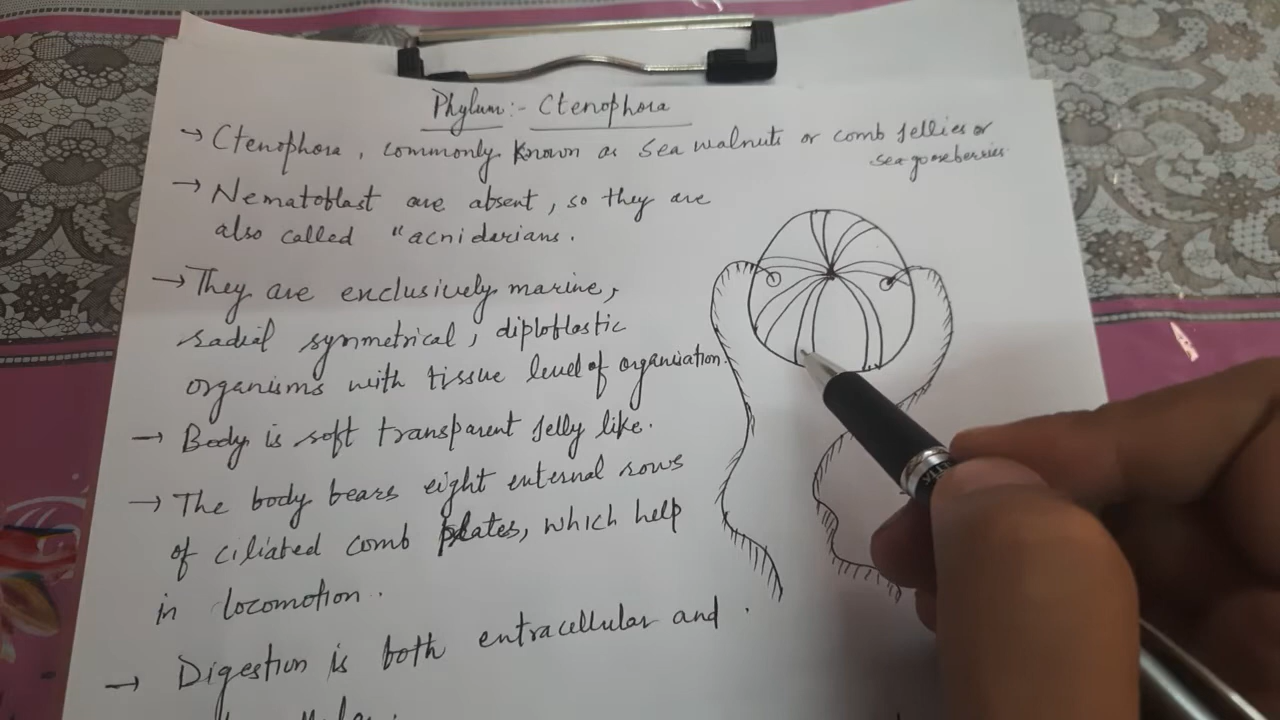 Phylum:- Ctenophora
→ Ctenophora, commonly known as sea walnuts or comb jellies or
sea gooseberries
→ Nematoblast are absent, so they are
also called "acnidarians.
→ They are exclusively marine,
radial symmetrical, diploblastic
organisms with tissue level of organisation.
→ Body is soft transparent jelly like.
→ The body bears eight external rows
of ciliated comb plates, which help
in locomotion.
→ Digestion is both extracellular and